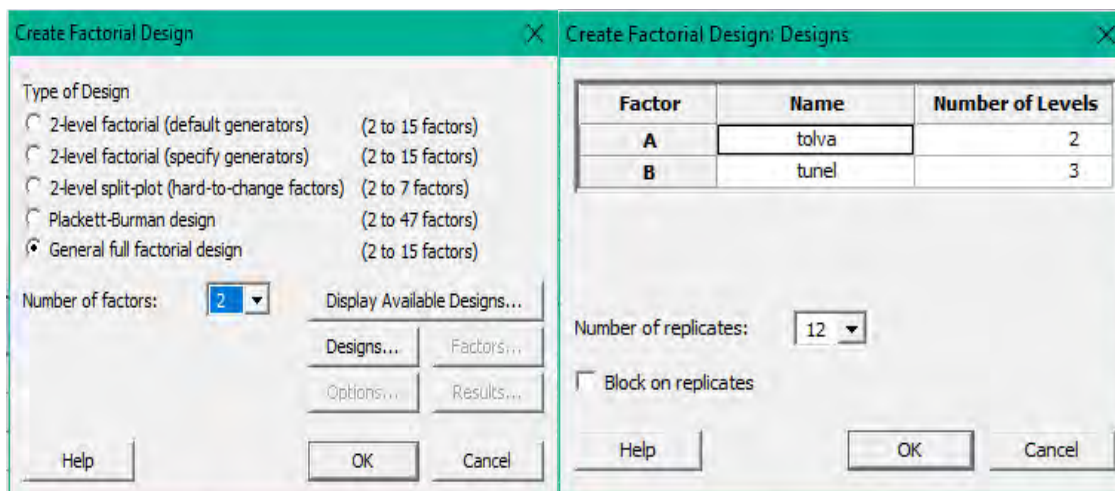 Create Factorial Design
Type of Design
2-level factorial (default generators) (2 to 15 factors)
2-level factorial (specify generators) (2 to 15 factors)
2-level split-plot (hard-to-change factors) (2 to 7 factors)
Plackett-Burman design (2 to 47 factors)
General full factorial design (2 to 15 factors)
Number of factors: 2 Display Available Designs...
Designs... Factors...
Options... Results...
Help OK Cancel
Create Factorial Design: Designs
Factor Name Number of Levels
A tolva 2
B tunel 3
Number of replicates: 12
Block on replicates
Help OK Cancel